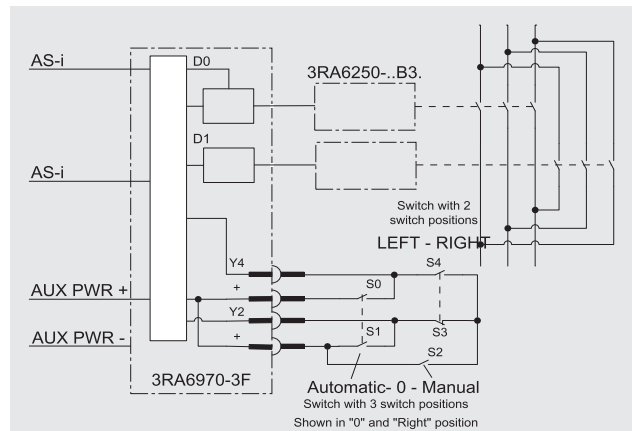 AS-i
D0
3RA6250-..B3.
D1
AS-i
Switch with 2
switch positions
LEFT - RIGHT
Y4
S4
+
S0
AUX PWR +
Y2
+
S1
S3
AUX PWR -
S2
3RA6970-3F
Automatic- 0 - Manual
Switch with 3 switch positions
Shown in "0" and "Right" position